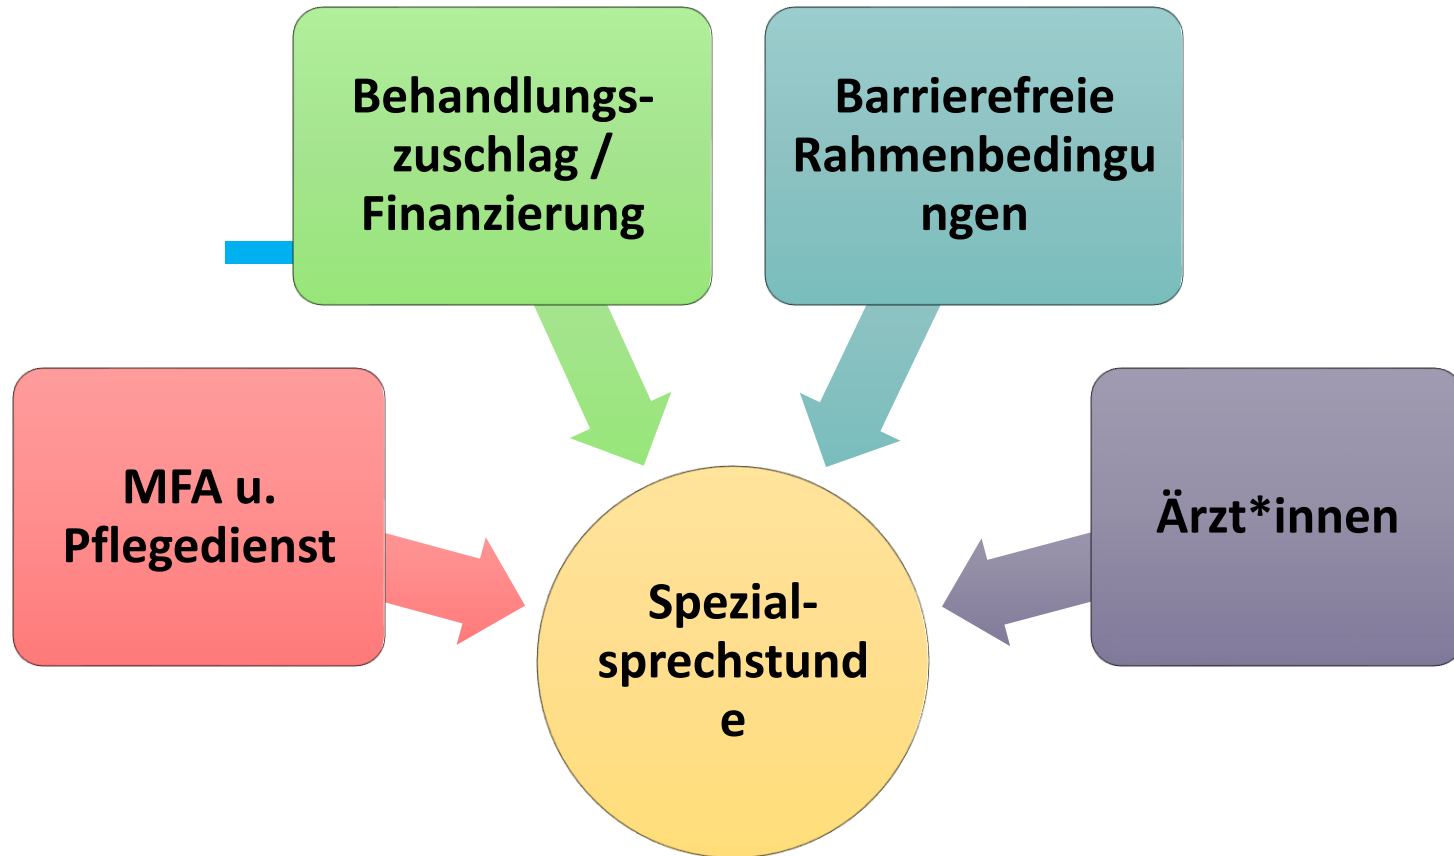 Behandlungs-
zuschlag /
Finanzierung
Barrierefreie
Rahmenbedingu
ngen
MFA u.
Pflegedienst
Ärzt*innen
Spezial-
sprechstund
e